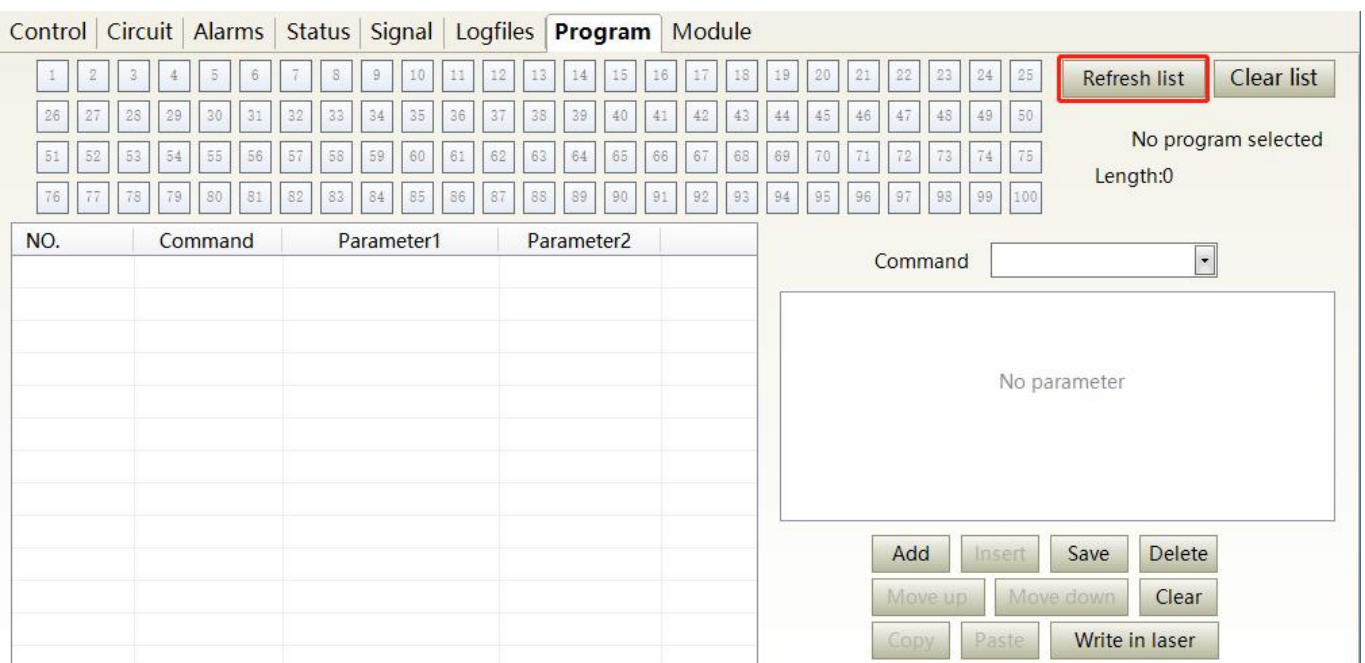 Control Circuit Alarms Status Signal Logfiles Program Module
1 2 3 4 5 6 7 8 9 10 11 12 13 14 15 16 17 18 19 20 21 22 23 24 25 Refresh list Clear list
26 27 28 29 30 31 32 33 34 35 36 37 38 39 40 41 42 43 44 45 46 47 48 49 50
No program selected
51 52 53 54 55 56 57 58 59 60 61 62 63 64 65 66 67 68 69 70 71 72 73 74 75
Length:0
76 77 78 79 80 81 82 83 84 85 86 87 88 89 90 91 92 93 94 95 96 97 98 99 100
NO. Command Parameter1 Parameter2
Command
No parameter
Add Insert Save Delete
Move up Move down Clear
Copy Paste Write in laser